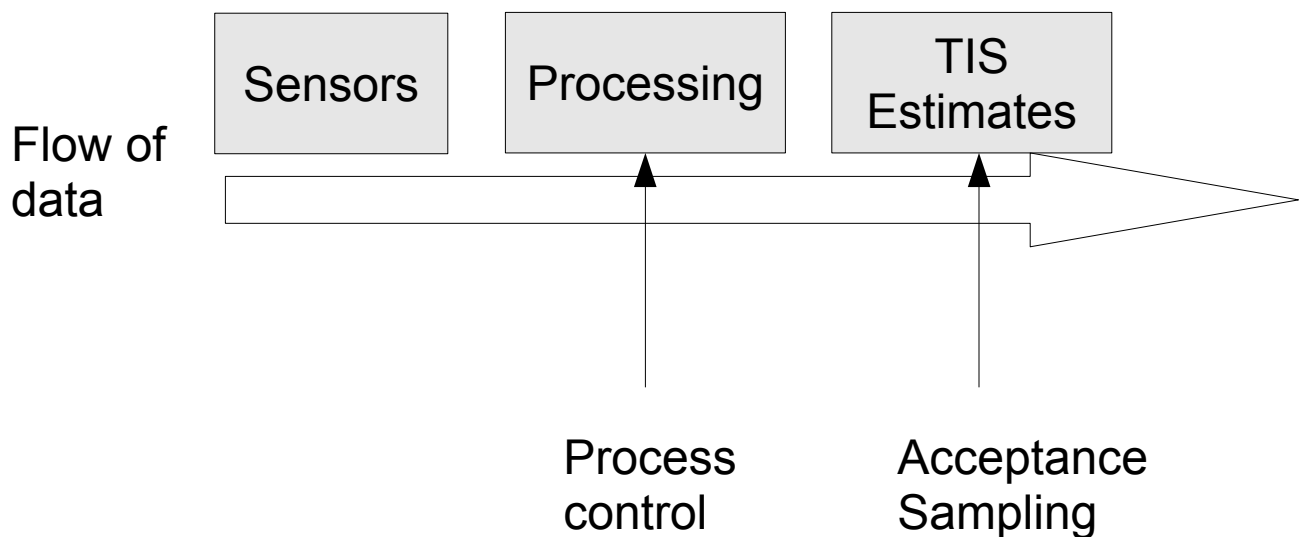 Sensors
Processing
TIS
Estimates
Flow of
data
Process
control
Acceptance
Sampling